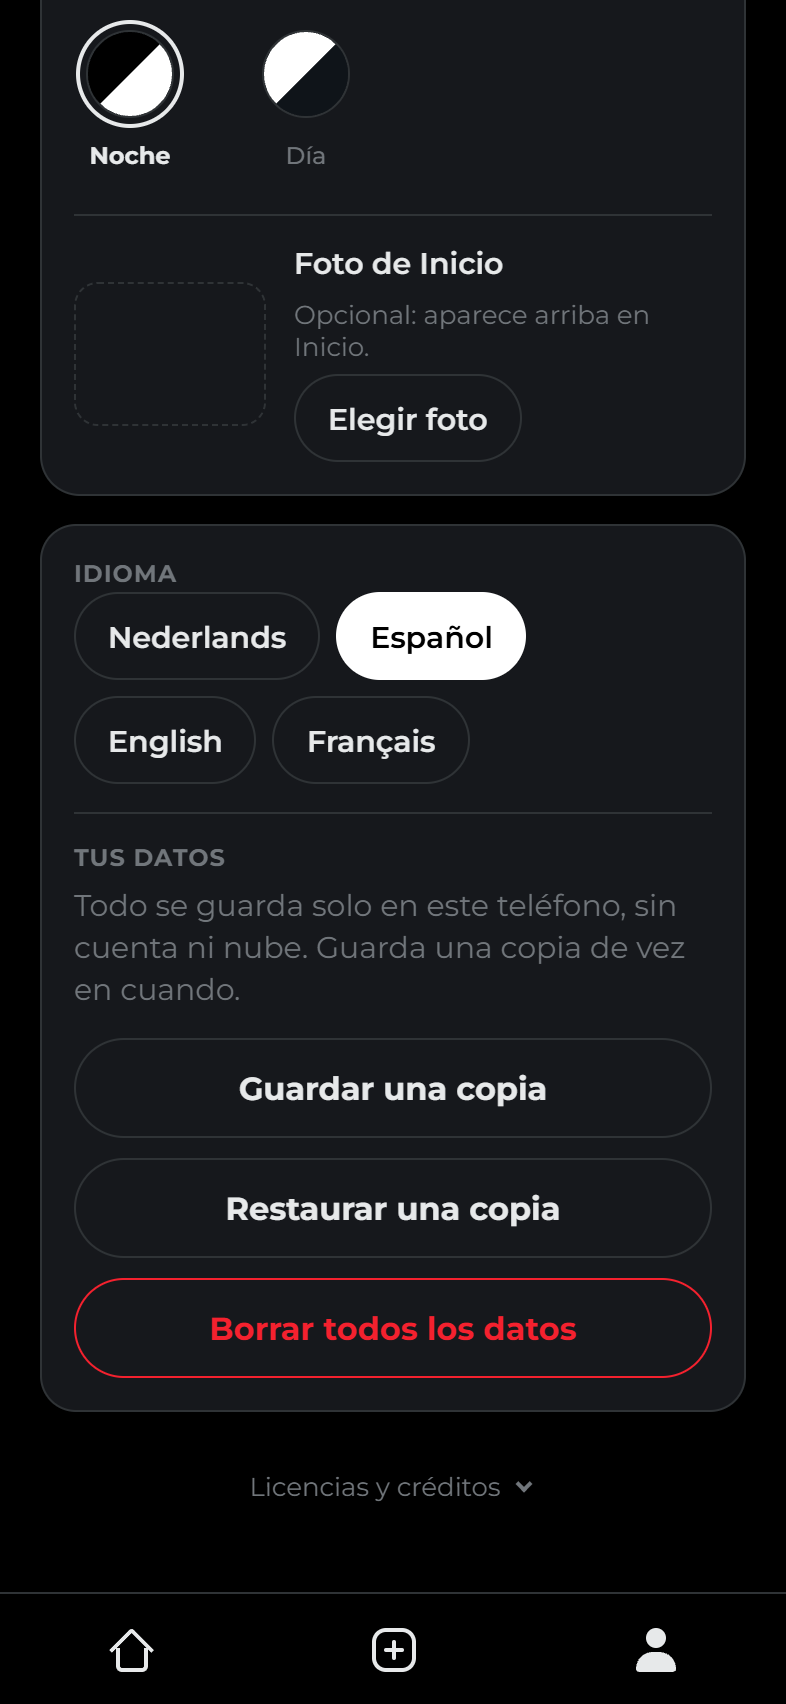 Noche
Día
Foto de Inicio
Opcional: aparece arriba en
Inicio.
Elegir foto
IDIOMA
Nederlands
Español
English
Français
TUS DATOS
Todo se guarda solo en este teléfono, sin
cuenta ni nube. Guarda una copia de vez
en cuando.
Guardar una copia
Restaurar una copia
Borrar todos los datos
Licencias y créditos